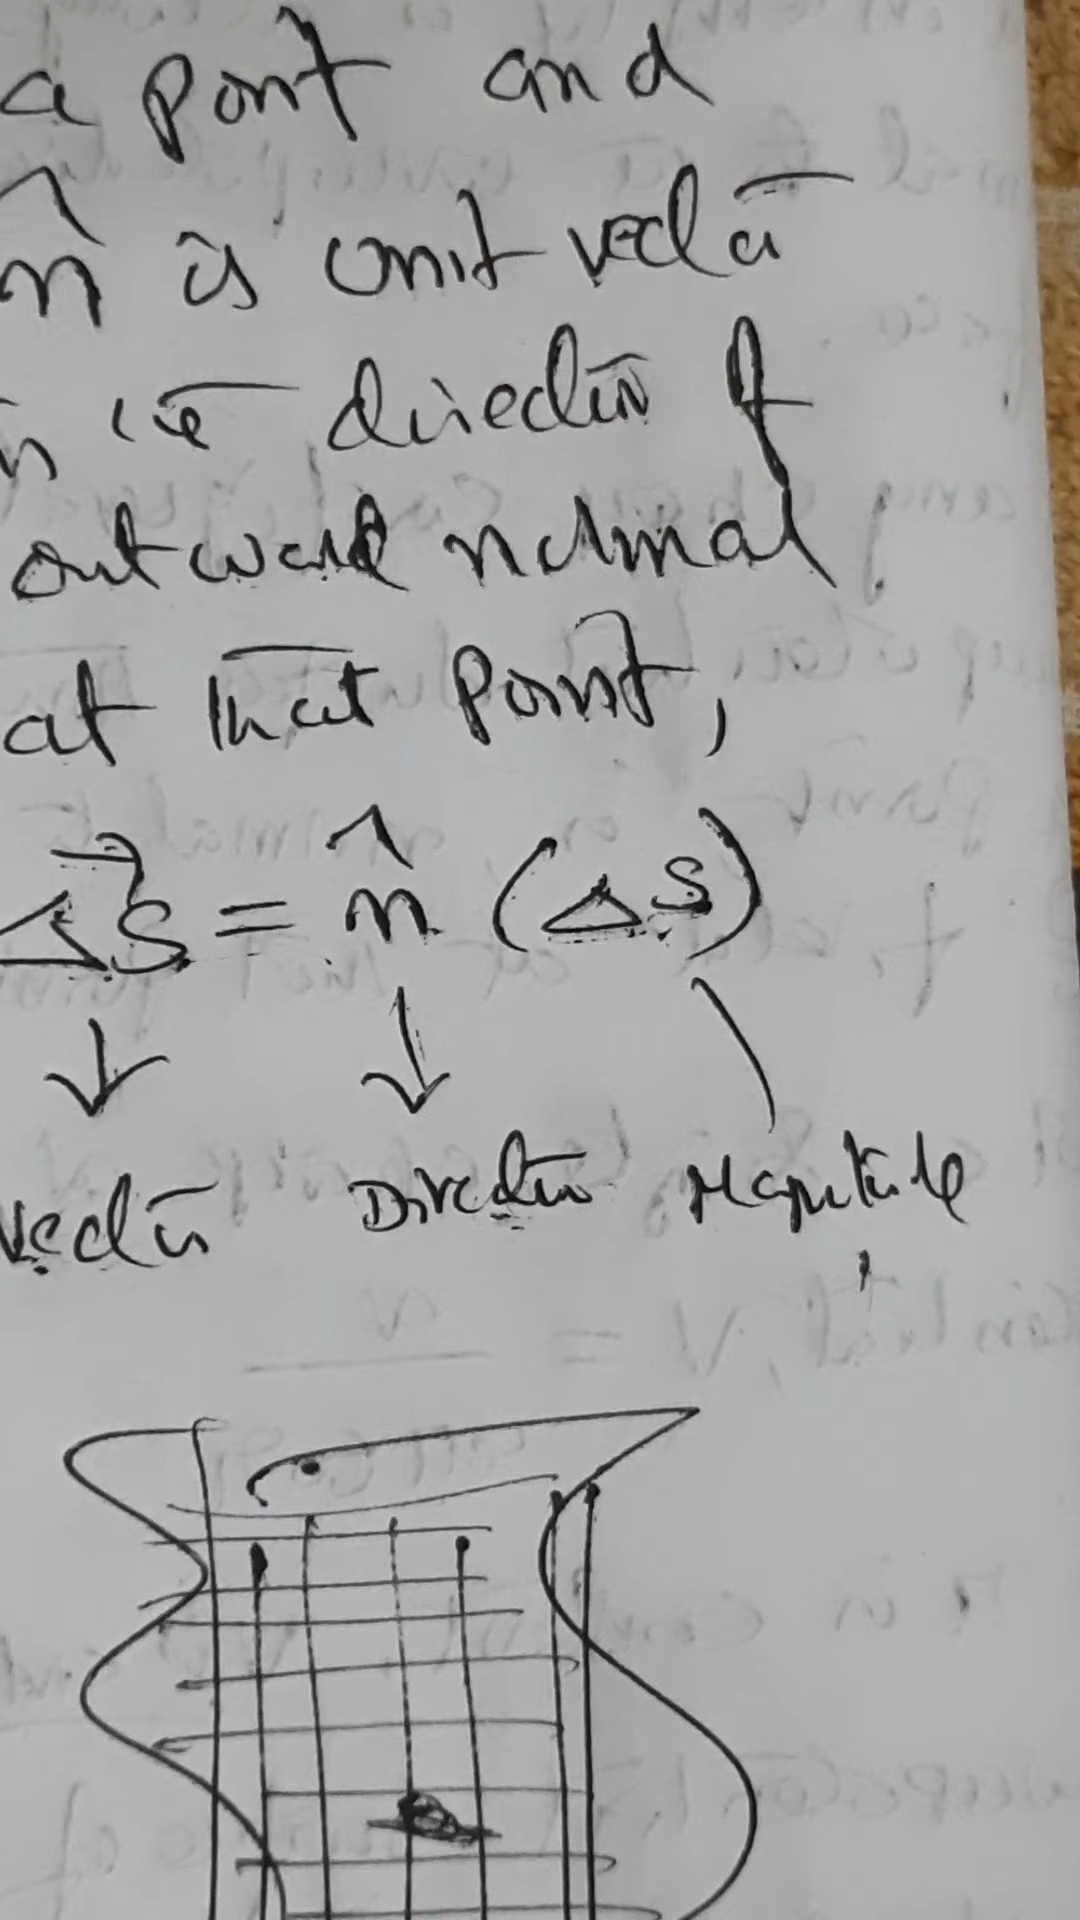 a point and
n̂ is unit vector
in the direction of
outward normal
at that point,
ΔS⃗ = n̂ (ΔS)
Vector Direction Magnitude